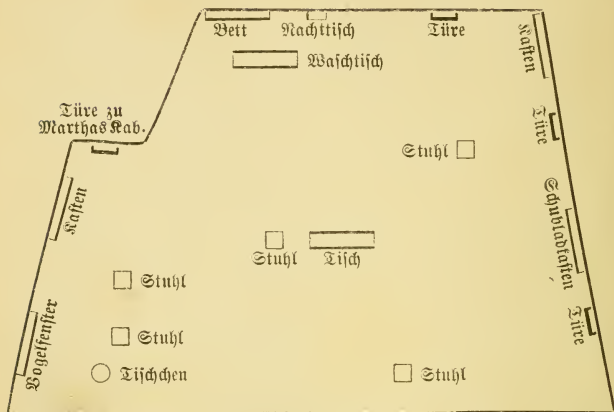 Bett
Nachttisch
Türe
Kasten
Waschtisch
Türe zu
Marthas Kab.
Türe
Stuhl
Kasten
Schubladkasten
Stuhl
Tisch
Stuhl
Vogelfenster
Türe
Stuhl
Tischchen
Stuhl